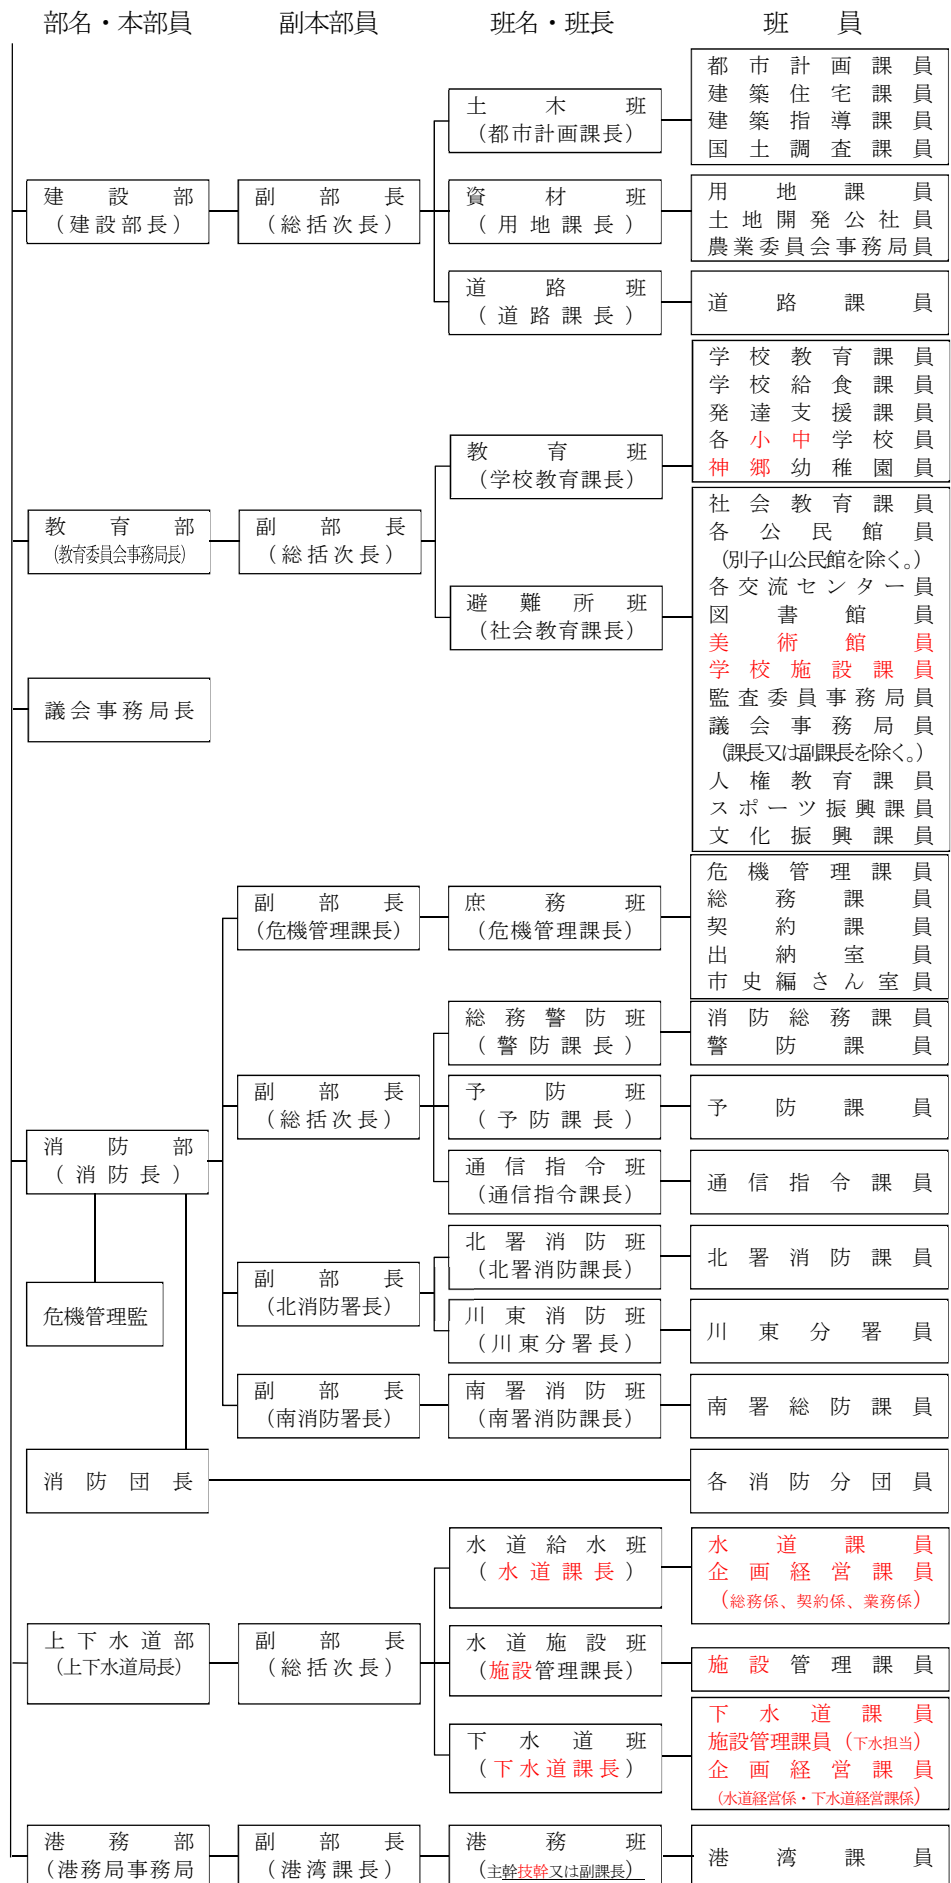 部名・本部員 副本部員 班名・班長 班員
建設部
(建設部長)
副部長
(総括次長)
土木班
(都市計画課長)
都市計画課員
建築住宅課員
建築指導課員
国土調査課員
資材班
(用地課長)
用地課員
土地開発公社員
農業委員会事務局員
道路班
(道路課長)
道路課員
教育部
(教育委員会事務局長)
副部長
(総括次長)
教育班
(学校教育課長)
学校教育課員
学校給食課員
発達支援課員
各小中学校員
神郷幼稚園員
避難所班
(社会教育課長)
社会教育課員
各公民館員
(別子山公民館を除く。)
各交流センター員
図書館員
美術館員
学校施設課員
監査委員事務局員
議会事務局員
(課長又は副課長を除く。)
人権教育課員
スポーツ振興課員
文化振興課員
議会事務局長
消防部
(消防長)
危機管理監
副部長
(危機管理課長)
庶務班
(危機管理課長)
危機管理課員
総務課員
契約課員
出納室員
市史編さん室員
副部長
(総括次長)
総務警防班
(警防課長)
消防総務課員
警防課員
予防班
(予防課長)
予防課員
通信指令班
(通信指令課長)
通信指令課員
副部長
(北消防署長)
北署消防班
(北署消防課長)
北署消防課員
川東消防班
(川東分署長)
川東分署員
副部長
(南消防署長)
南署消防班
(南署消防課長)
南署総防課員
消防団長
各消防分団員
上下水道部
(上下水道局長)
副部長
(総括次長)
水道給水班
(水道課長)
水道課員
企画経営課員
(総務係、契約係、業務係)
水道施設班
(施設管理課長)
施設管理課員
下水道班
(下水道課長)
下水道課員
施設管理課員(下水担当)
企画経営課員
(水道経営係・下水道経営課係)
港務部
(港務局事務局
副部長
(港湾課長)
港務班
(主幹技幹又は副課長)
港湾課員